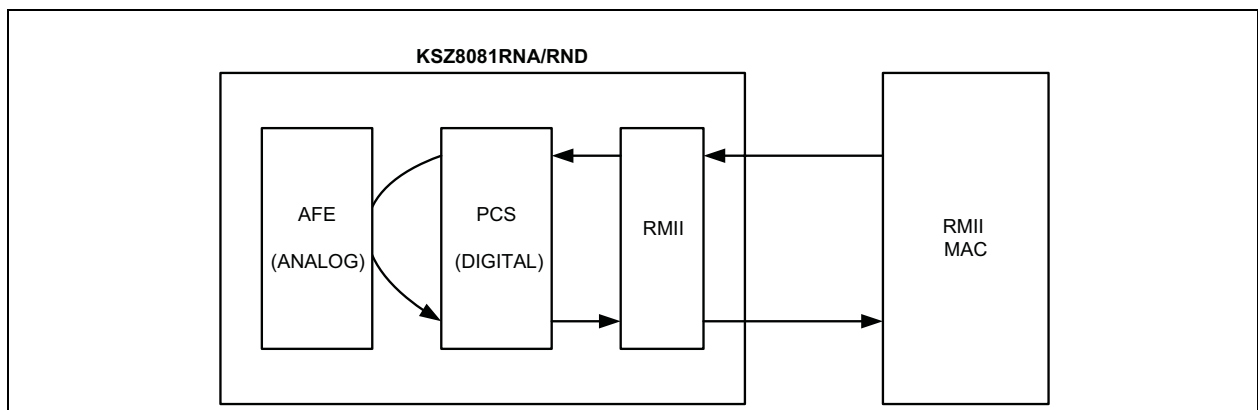 KSZ8081RNA/RND
AFE
(ANALOG)
PCS
(DIGITAL)
RMII
RMII
MAC